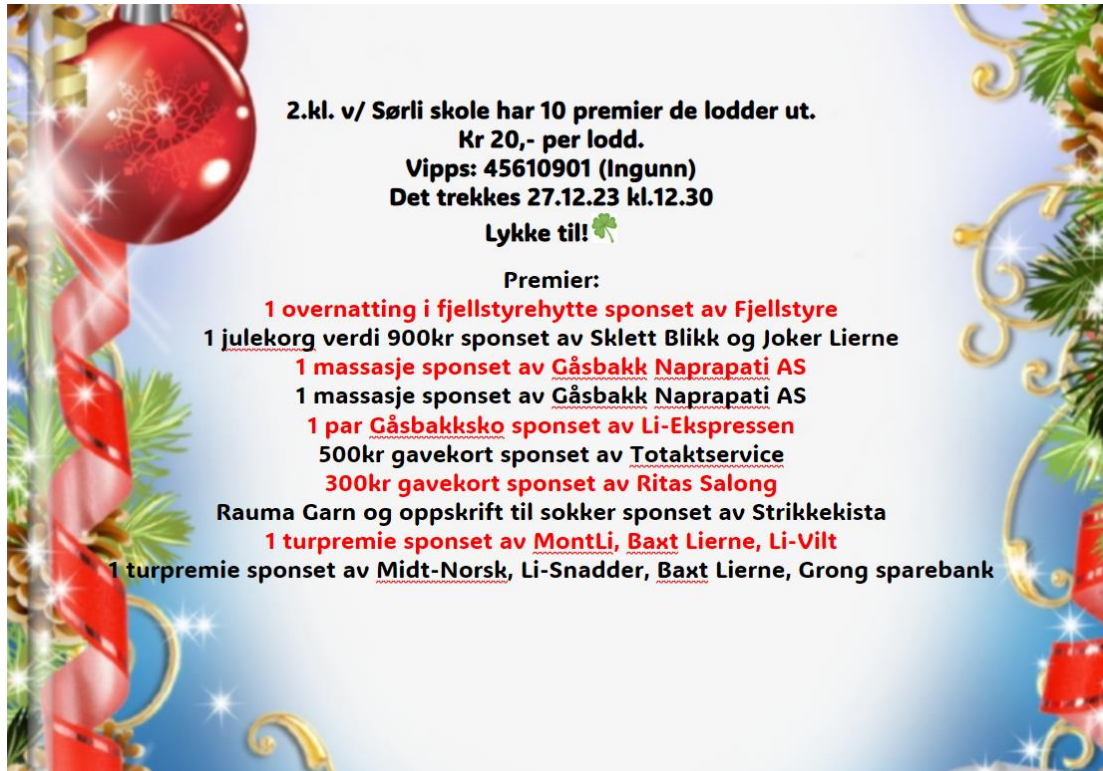 2.kl. v/ Sørli skole har 10 premier de lodder ut.
Kr 20,- per lodd.
Vipps: 45610901 (Ingunn)
Det trekkes 27.12.23 kl.12.30
Lykke til!
Premier:
1 overnatting i fjellstyrehytte sponset av Fjellstyre
1 julekorg verdi 900kr sponset av Sklett Blikk og Joker Lierne
1 massasje sponset av Gåsbakk Naprapati AS
1 massasje sponset av Gåsbakk Naprapati AS
1 par Gåsbakksko sponset av Li-Ekspressen
500kr gavekort sponset av Totaktservice
300kr gavekort sponset av Ritas Salong
Rauma Garn og oppskrift til sokker sponset av Strikkekista
1 turpremie sponset av MontLi, Baxt Lierne, Li-Vilt
1 turpremie sponset av Midt-Norsk, Li-Snadder, Baxt Lierne, Grong sparebank